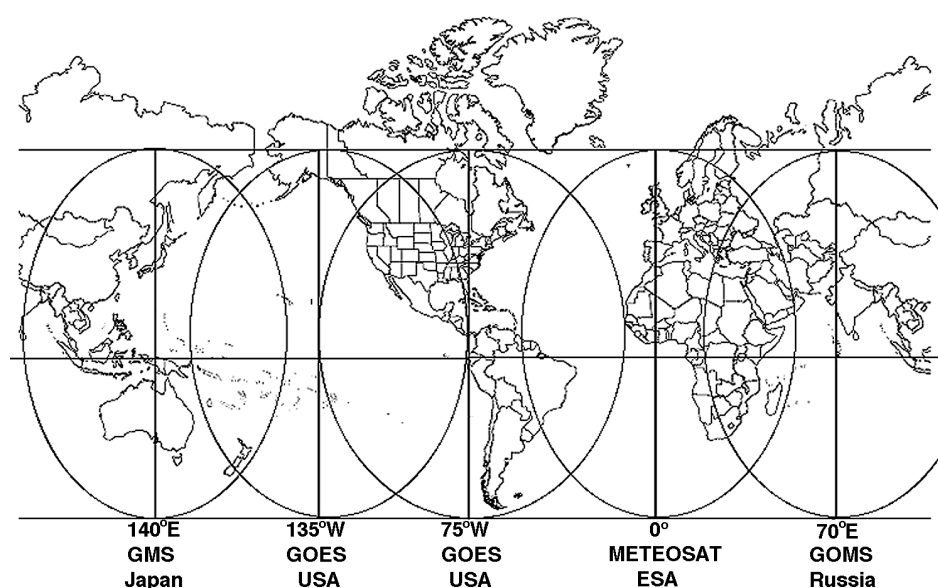 140°E 135°W 75°W 0° 70°E
GMS GOES GOES METEOSAT GOMS
Japan USA USA ESA Russia